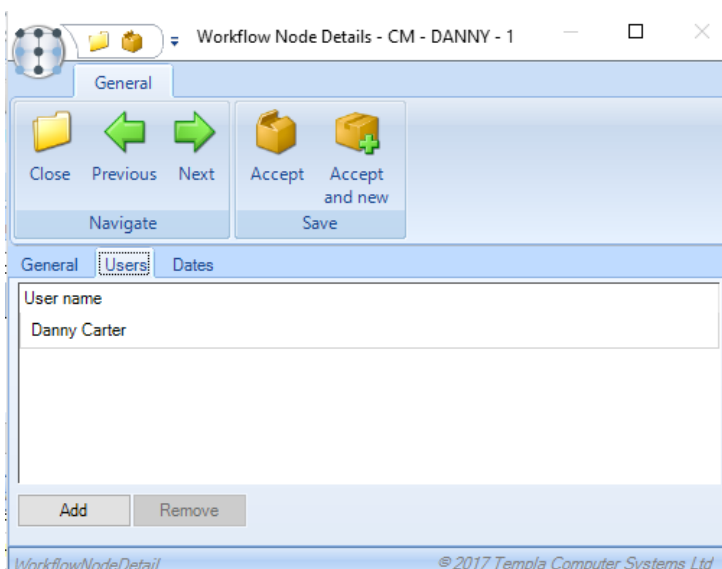 Workflow Node Details - CM - DANNY - 1
General
Close Previous Next Accept Accept and new
Navigate Save
General Users Dates
User name
Danny Carter
Add Remove
WorkflowNodeDetail © 2017 Templa Computer Systems Ltd